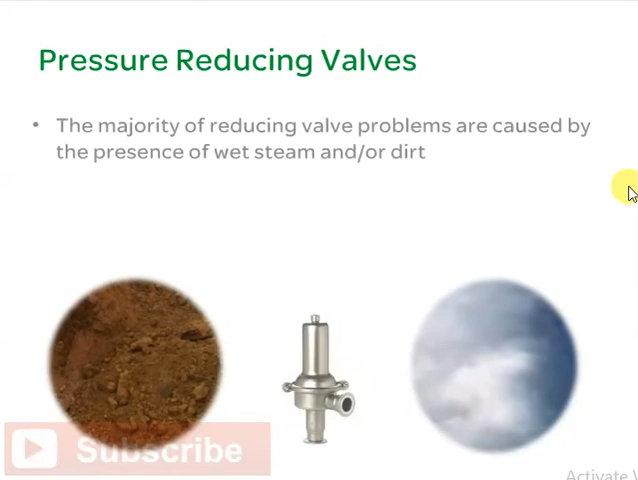 Pressure Reducing Valves
• The majority of reducing valve problems are caused by
the presence of wet steam and/or dirt
Subscribe
Activate